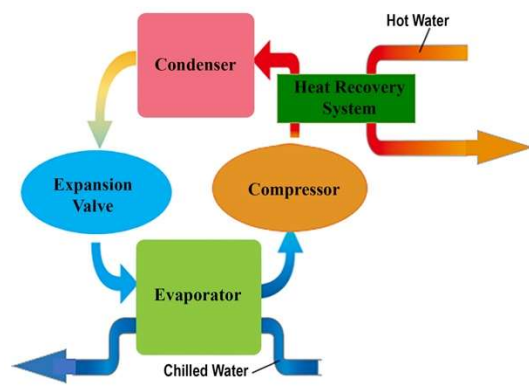 Hot Water
Condenser
Heat Recovery
System
Expansion
Valve
Compressor
Evaporator
Chilled Water